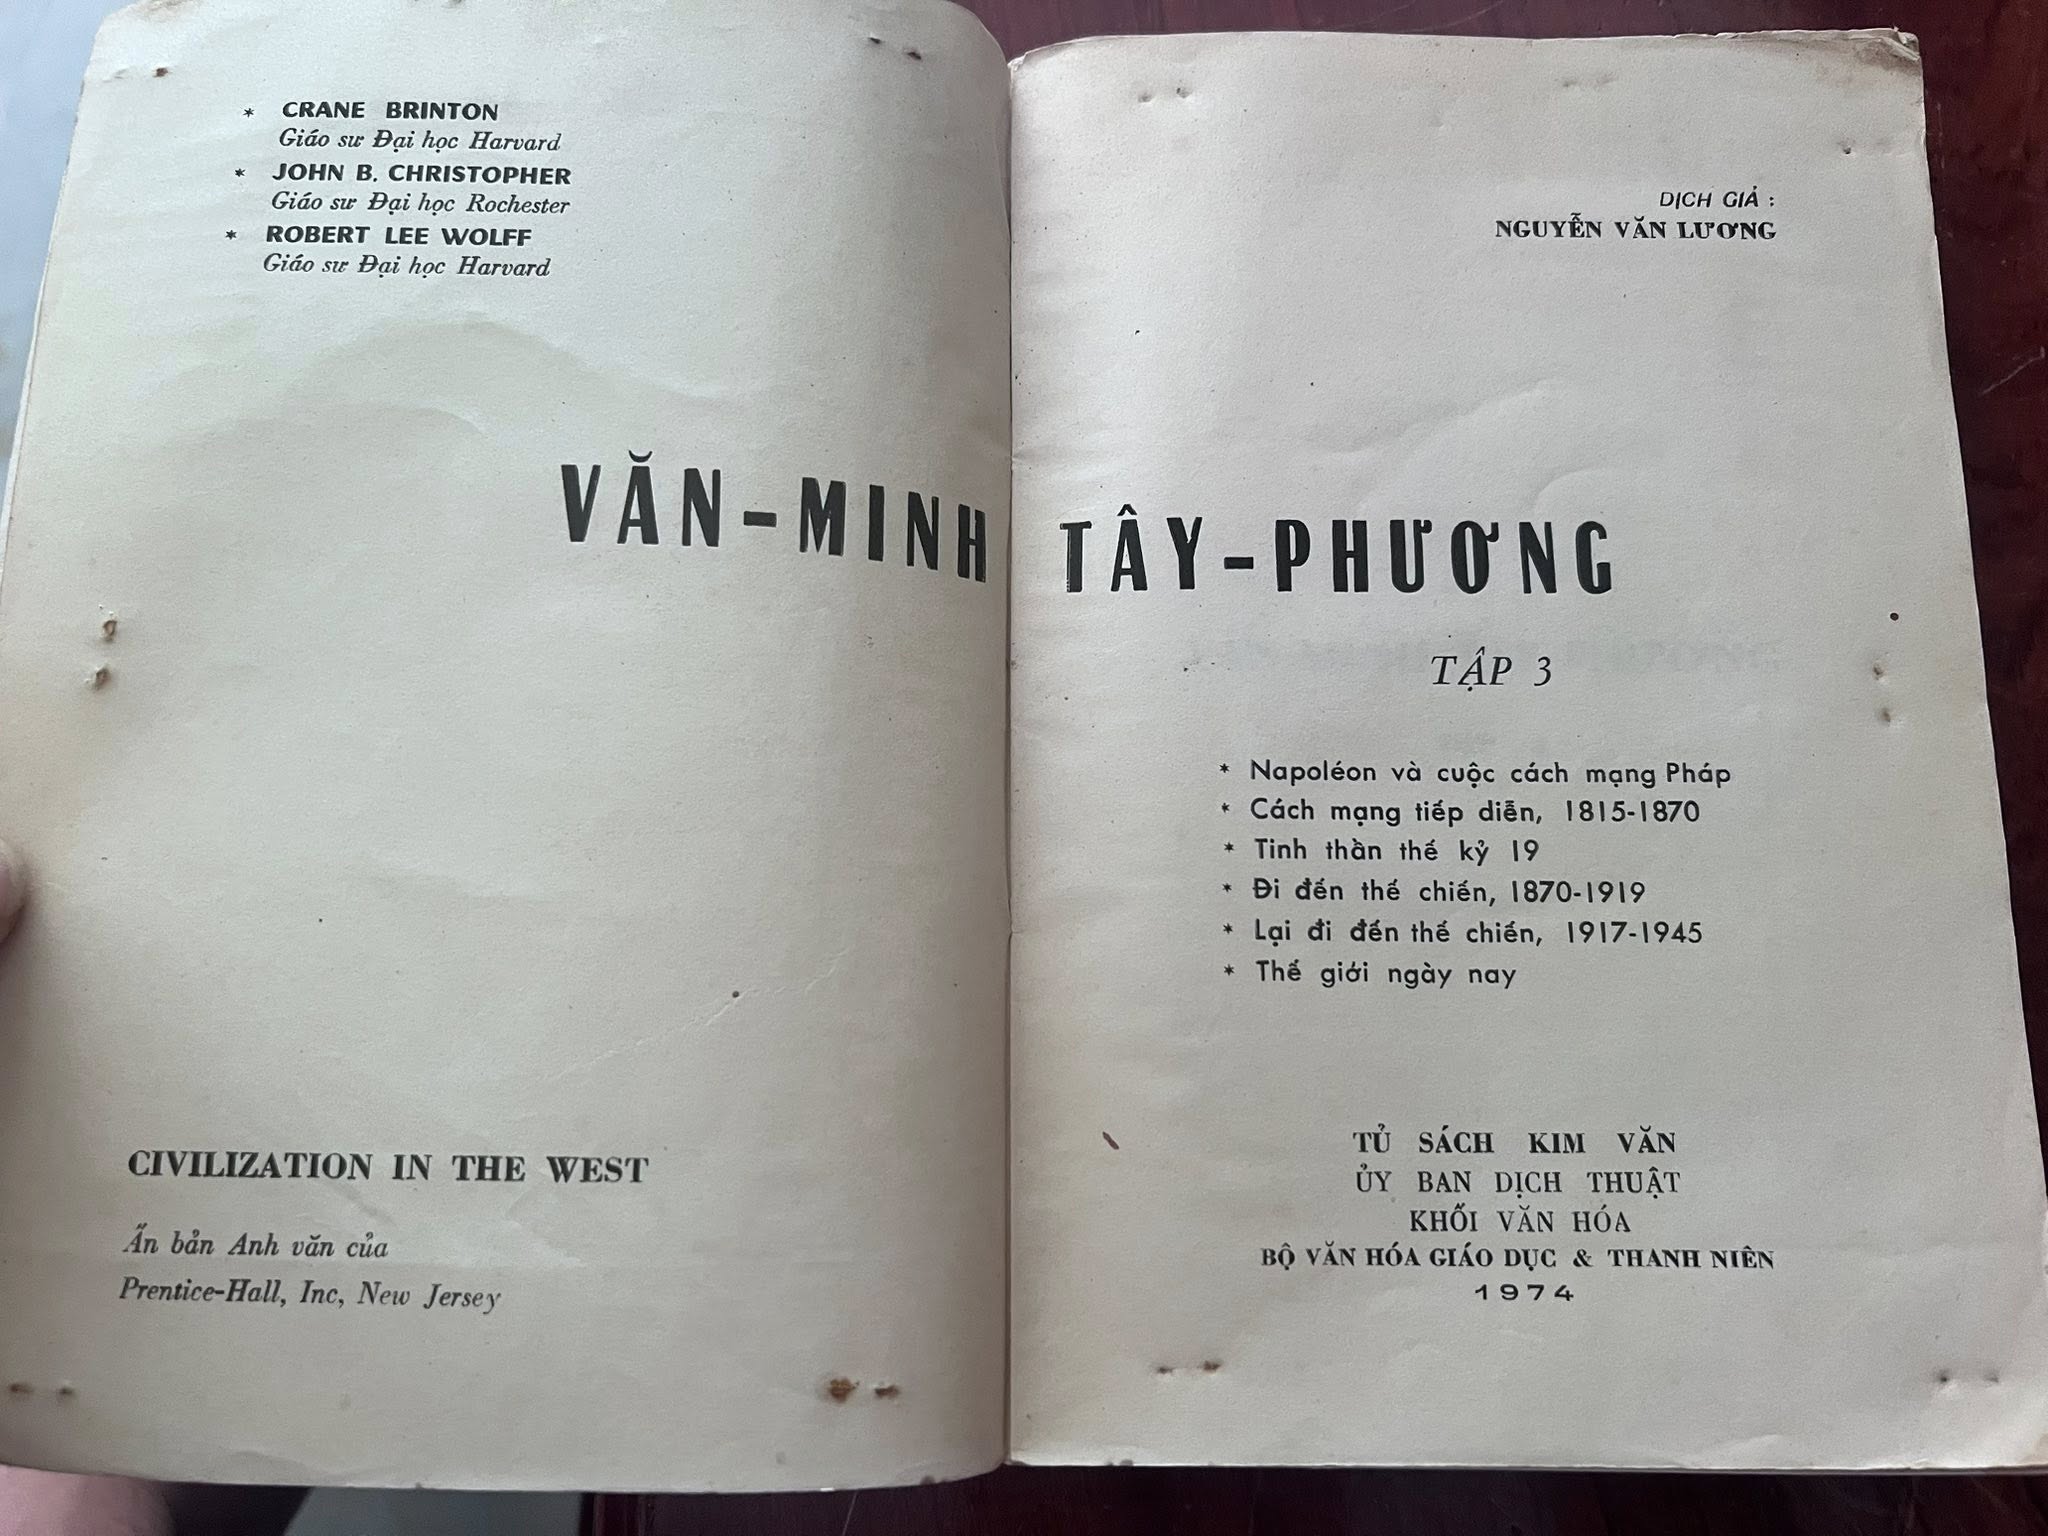 * CRANE BRINTON
Giáo sư Đại học Harvard
* JOHN B. CHRISTOPHER
Giáo sư Đại học Rochester
* ROBERT LEE WOLFF
Giáo sư Đại học Harvard
DỊCH GIẢ :
NGUYỄN VĂN LƯƠNG
VĂN-MINH TÂY-PHƯƠNG
TẬP 3
* Napoléon và cuộc cách mạng Pháp
* Cách mạng tiếp diễn, 1815-1870
* Tinh thần thế kỷ 19
* Đi đến thế chiến, 1870-1919
* Lại đi đến thế chiến, 1917-1945
* Thế giới ngày nay
CIVILIZATION IN THE WEST
Ấn bản Anh văn của
Prentice-Hall, Inc, New Jersey
TỦ SÁCH KIM VĂN
ỦY BAN DỊCH THUẬT
KHỐI VĂN HÓA
BỘ VĂN HÓA GIÁO DỤC & THANH NIÊN
1974